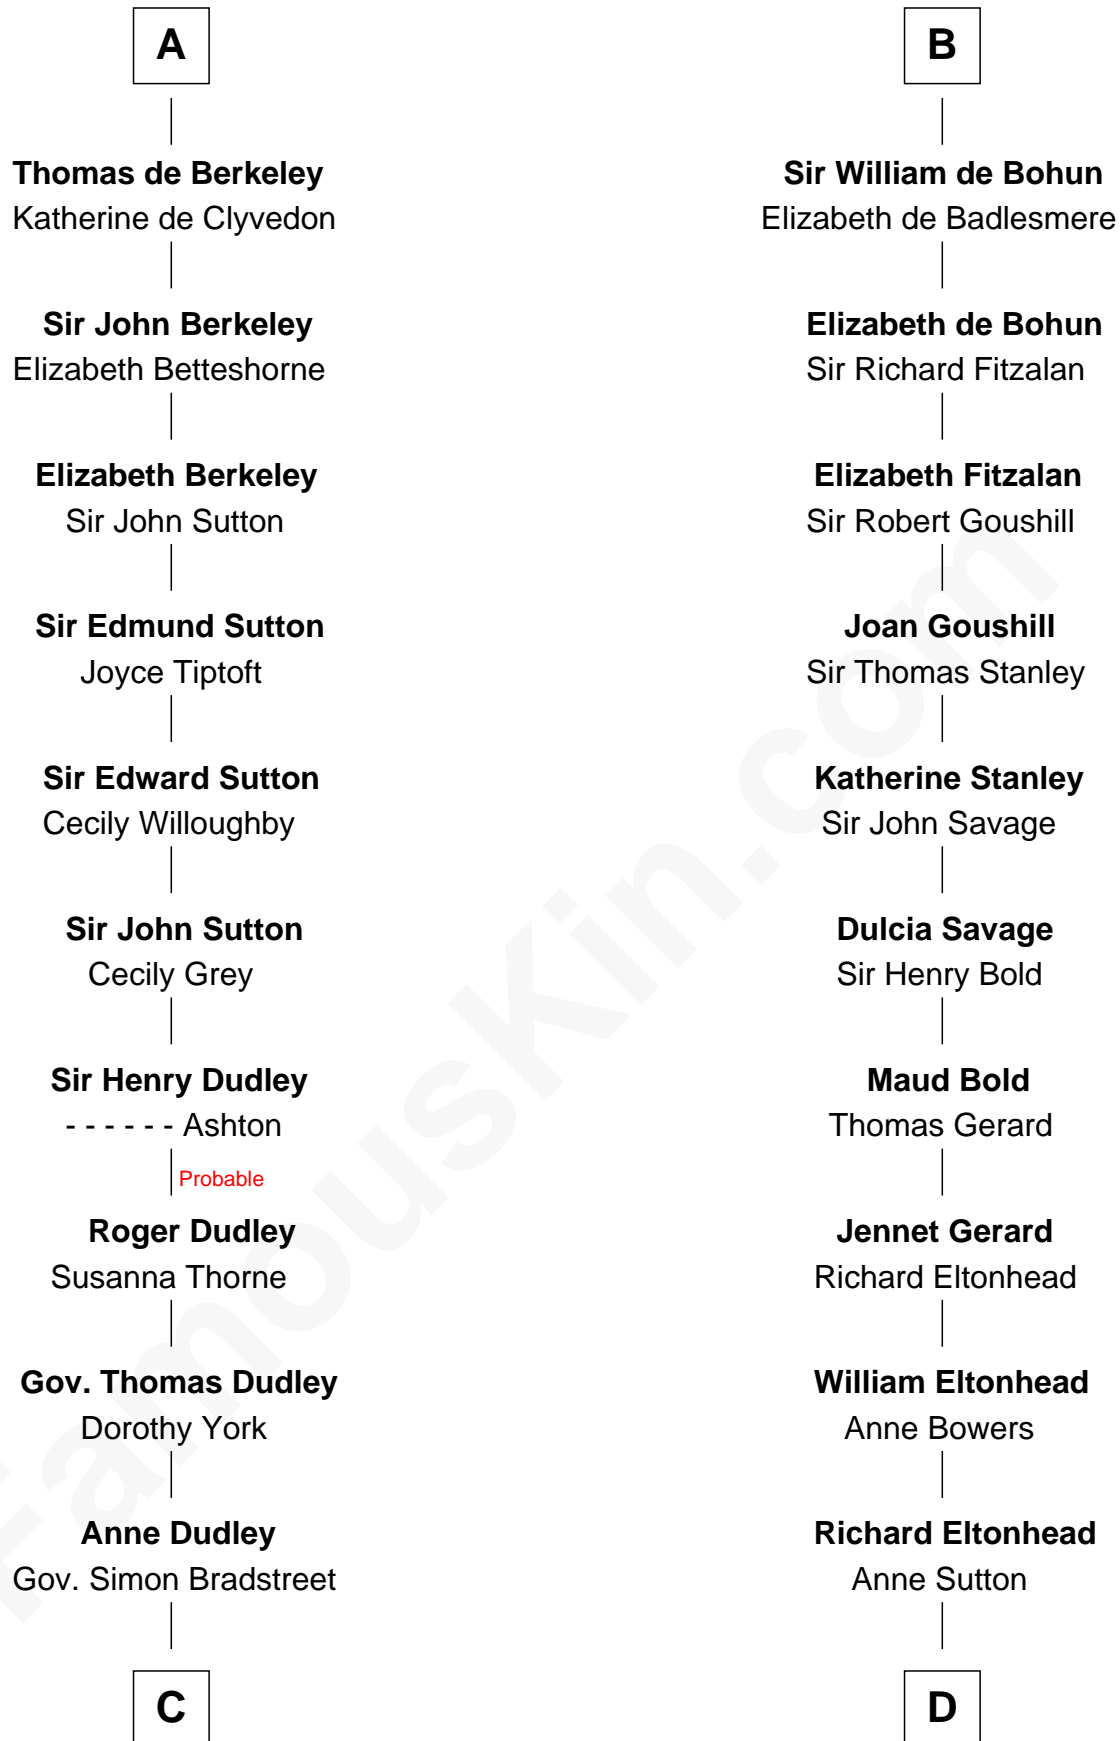 A
Thomas de Berkeley
Katherine de Clyvedon
Sir John Berkeley
Elizabeth Betteshorne
Elizabeth Berkeley
Sir John Sutton
Sir Edmund Sutton
Joyce Tiptoft
Sir Edward Sutton
Cecily Willoughby
Sir John Sutton
Cecily Grey
Sir Henry Dudley
- - - - - - Ashton
Probable
Roger Dudley
Susanna Thorne
Gov. Thomas Dudley
Dorothy York
Anne Dudley
Gov. Simon Bradstreet
C
B
Sir William de Bohun
Elizabeth de Badlesmere
Elizabeth de Bohun
Sir Richard Fitzalan
Elizabeth Fitzalan
Sir Robert Goushill
Joan Goushill
Sir Thomas Stanley
Katherine Stanley
Sir John Savage
Dulcia Savage
Sir Henry Bold
Maud Bold
Thomas Gerard
Jennet Gerard
Richard Eltonhead
William Eltonhead
Anne Bowers
Richard Eltonhead
Anne Sutton
D
FamousKin.com